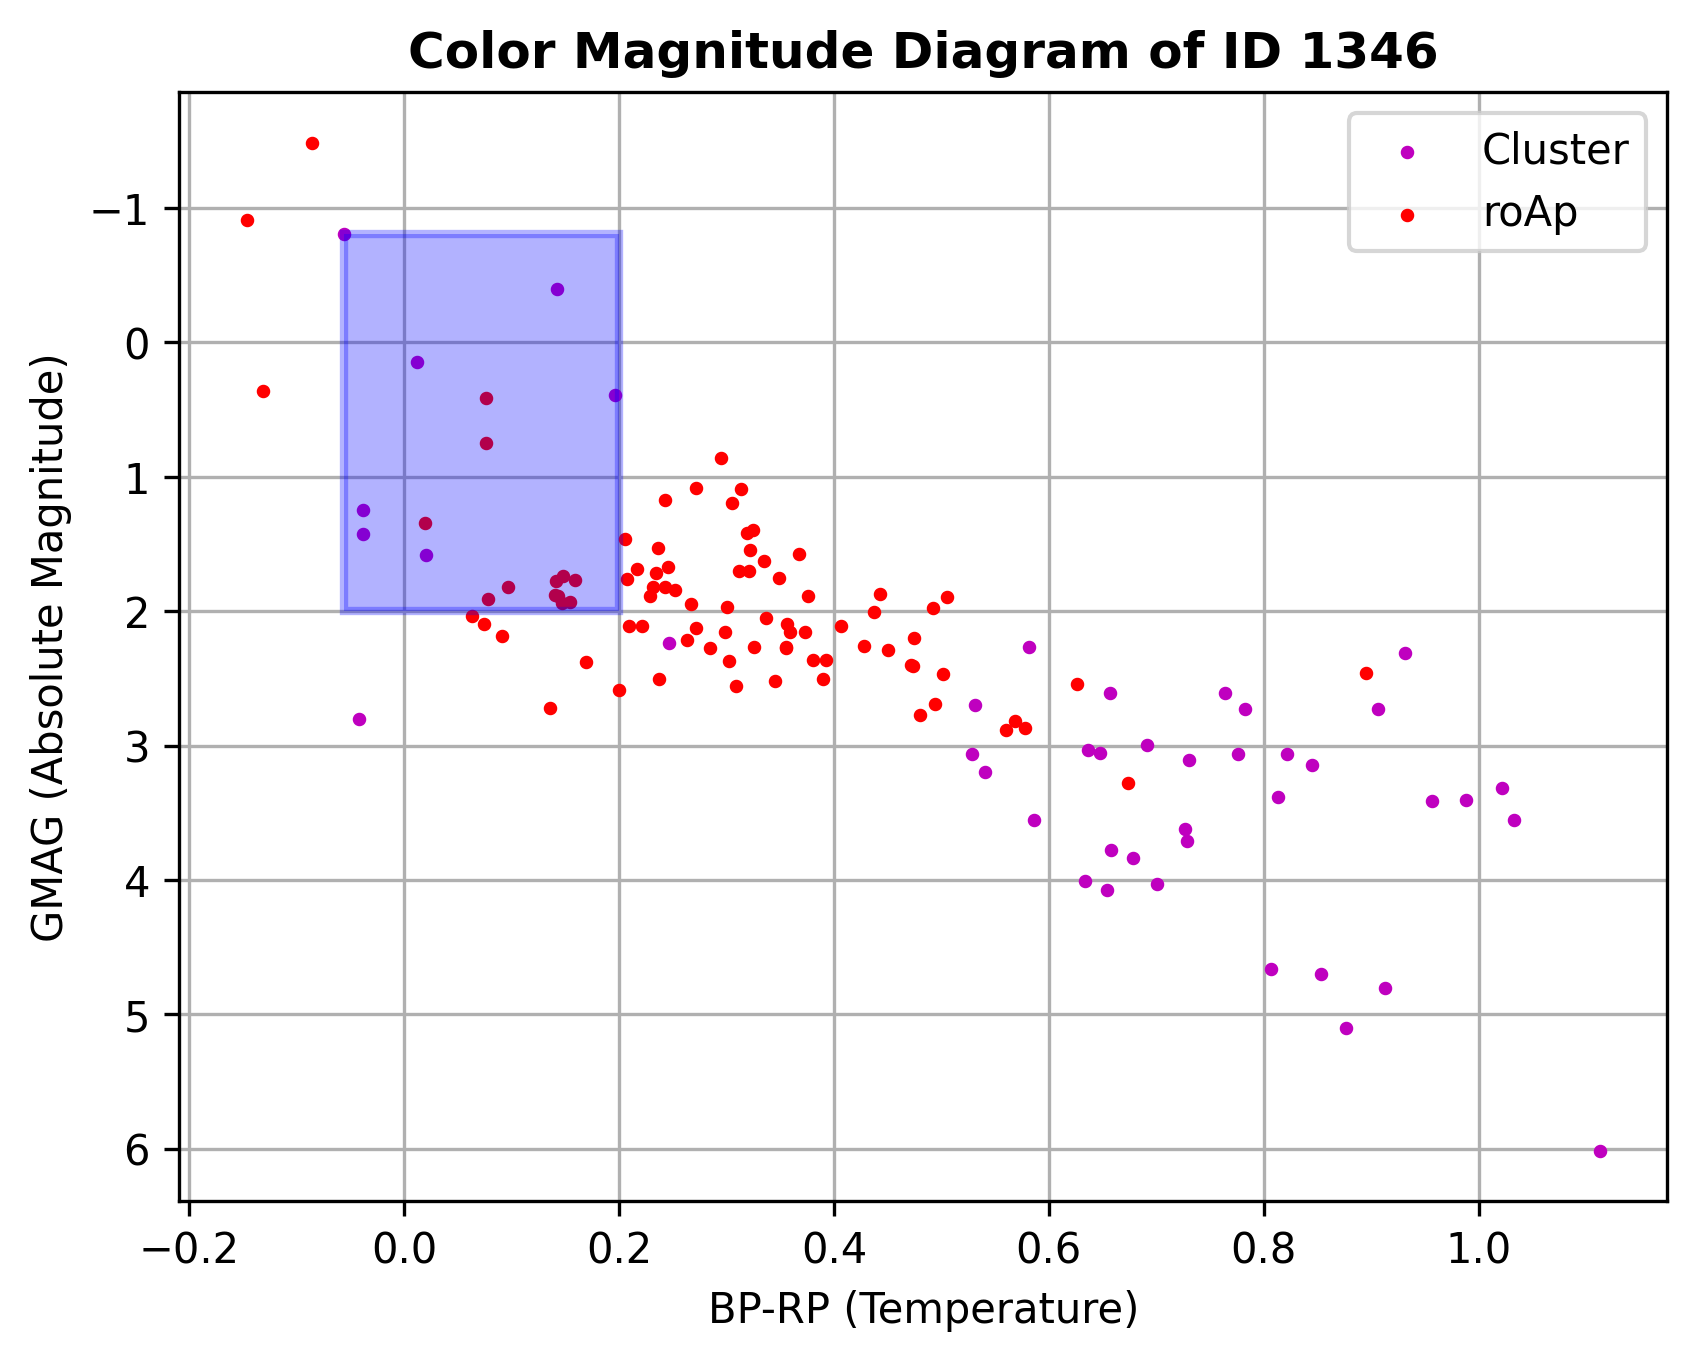 Color Magnitude Diagram of ID 1346
Cluster
roAp
GMAG (Absolute Magnitude)
−1
0
1
2
3
4
5
6
−0.2 0.0 0.2 0.4 0.6 0.8 1.0
BP-RP (Temperature)